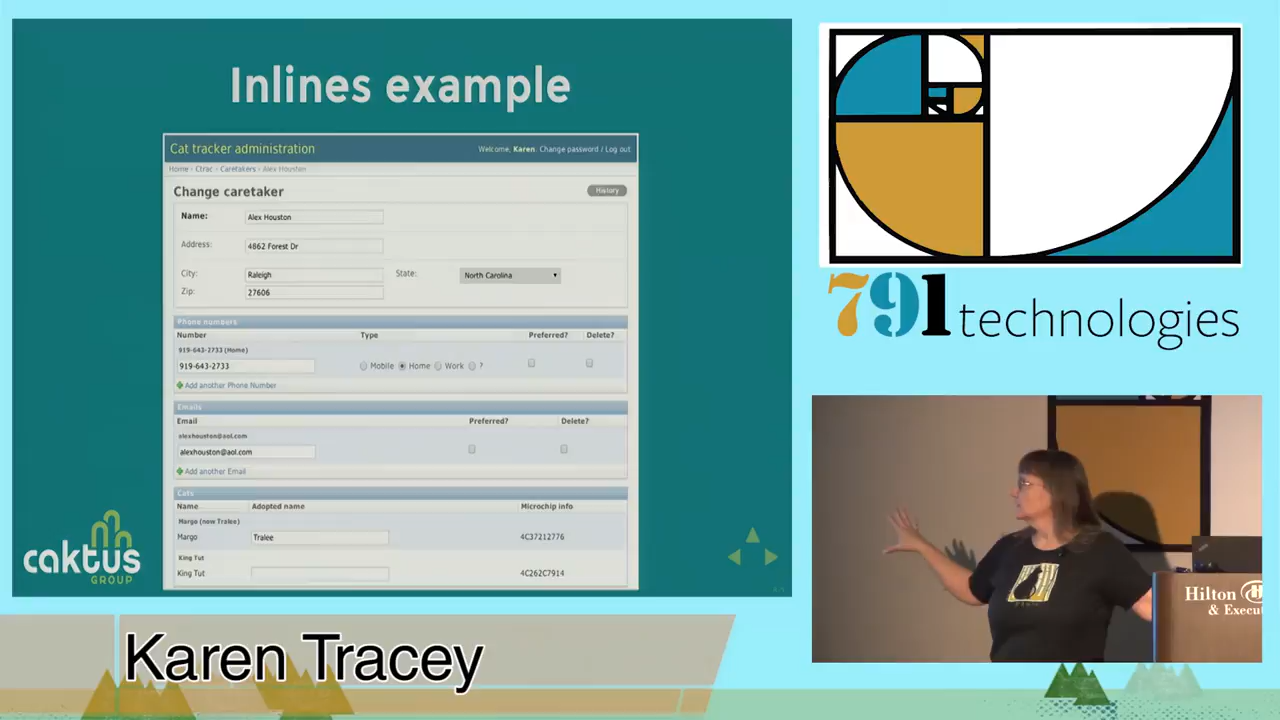 Inlines example
Cat tracker administration
Welcome, Karen. Change password / Log out
Home › Ctrac › Caretakers › Alex Houston
Change caretaker
History
Name:
Alex Houston
Address:
4862 Forest Dr
City:
Raleigh
State:
North Carolina
Zip:
27606
Phone numbers
Number Type Preferred? Delete?
919-643-2733 (Home)
919-643-2733
Mobile Home Work ?
Add another Phone Number
Emails
Email Preferred? Delete?
alexhouston@aol.com
alexhouston@aol.com
Add another Email
Cats
Name Adopted name Microchip info
Margo (now Tralee)
Margo Tralee 4C37212776
King Tut
King Tut 4C262C7914
caktus
GROUP
791 technologies
Hilton
& Execu
Karen Tracey